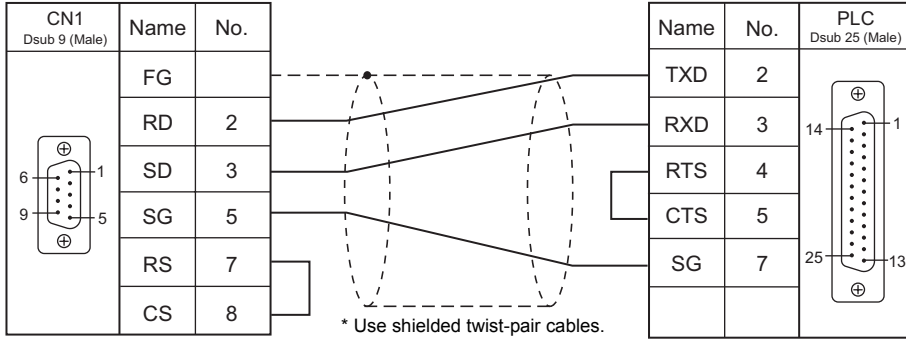 CN1
Dsub 9 (Male)
Name No.
FG
RD 2
SD 3
SG 5
RS 7
CS 8
6 1
9 5
Name No.
PLC
Dsub 25 (Male)
TXD 2
RXD 3
RTS 4
CTS 5
SG 7
14 1
25 13
* Use shielded twist-pair cables.